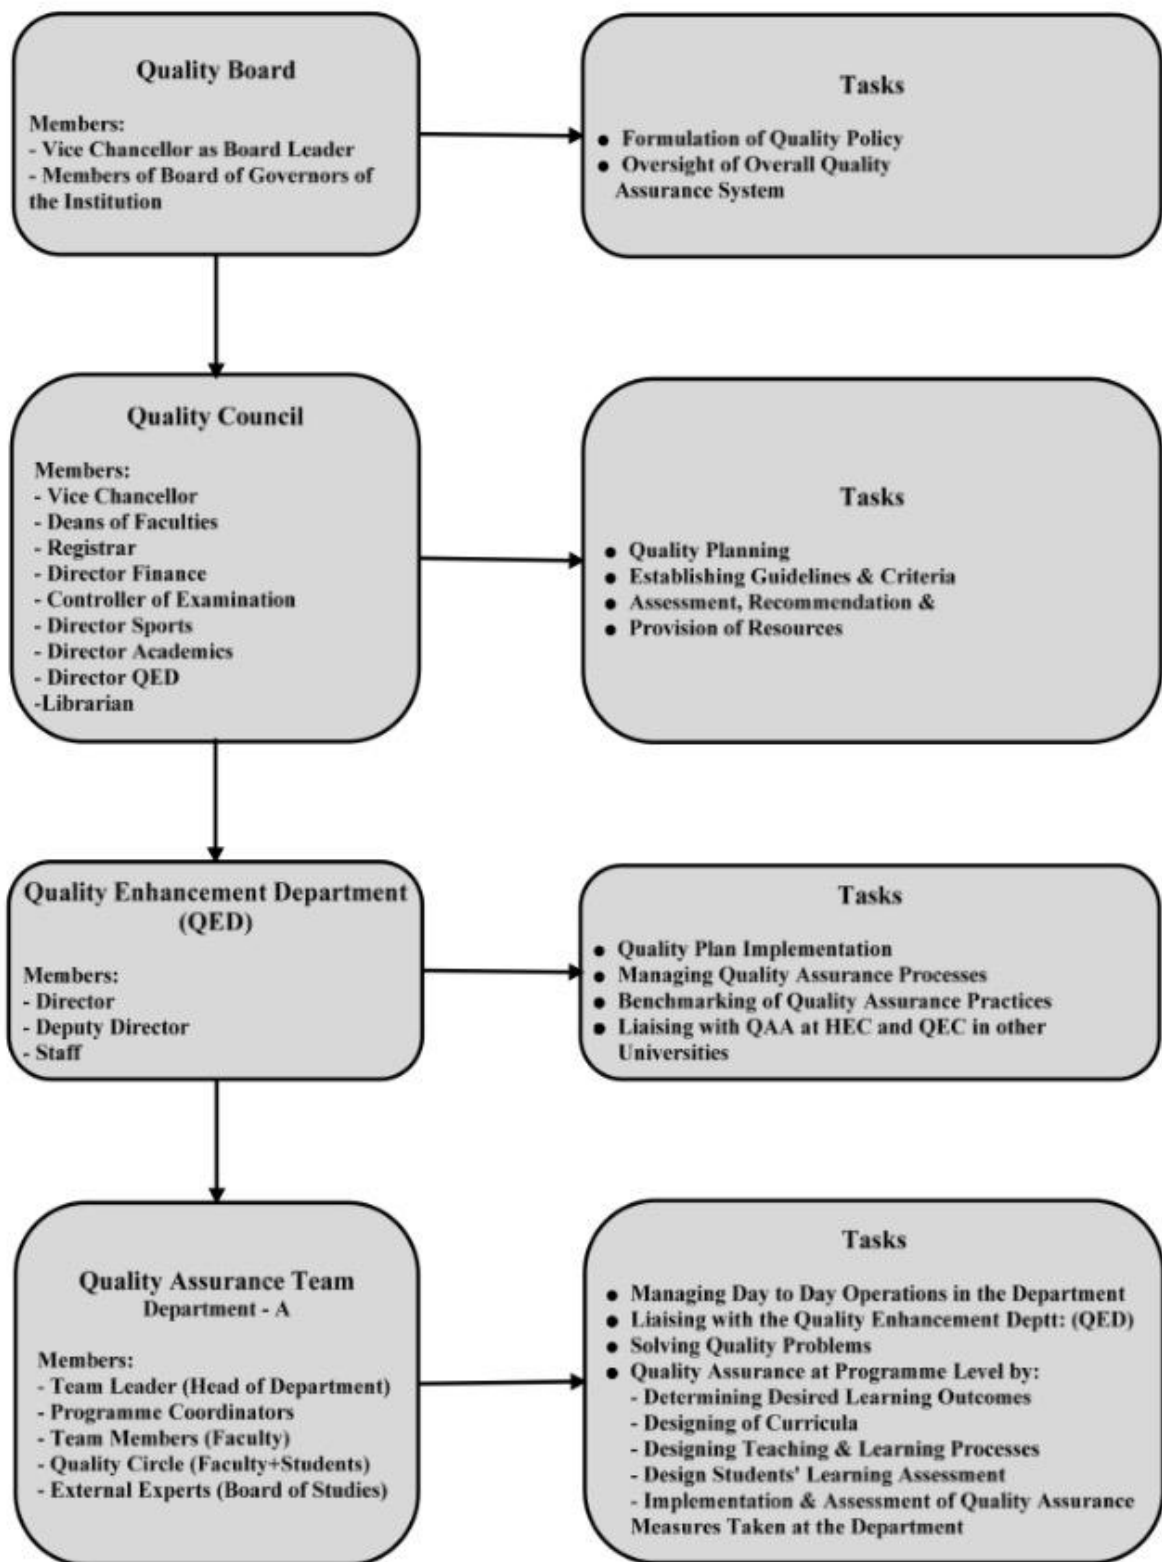 Quality Board
Members:
- Vice Chancellor as Board Leader
- Members of Board of Governors of
the Institution
Tasks
● Formulation of Quality Policy
● Oversight of Overall Quality
Assurance System
Quality Council
Members:
- Vice Chancellor
- Deans of Faculties
- Registrar
- Director Finance
- Controller of Examination
- Director Sports
- Director Academics
- Director QED
-Librarian
Tasks
● Quality Planning
● Establishing Guidelines & Criteria
● Assessment, Recommendation &
● Provision of Resources
Quality Enhancement Department
(QED)
Members:
- Director
- Deputy Director
- Staff
Tasks
● Quality Plan Implementation
● Managing Quality Assurance Processes
● Benchmarking of Quality Assurance Practices
● Liaising with QAA at HEC and QEC in other
Universities
Quality Assurance Team
Department - A
Members:
- Team Leader (Head of Department)
- Programme Coordinators
- Team Members (Faculty)
- Quality Circle (Faculty+Students)
- External Experts (Board of Studies)
Tasks
● Managing Day to Day Operations in the Department
● Liaising with the Quality Enhancement Deptt: (QED)
● Solving Quality Problems
● Quality Assurance at Programme Level by:
- Determining Desired Learning Outcomes
- Designing of Curricula
- Designing Teaching & Learning Processes
- Design Students' Learning Assessment
- Implementation & Assessment of Quality Assurance
Measures Taken at the Department